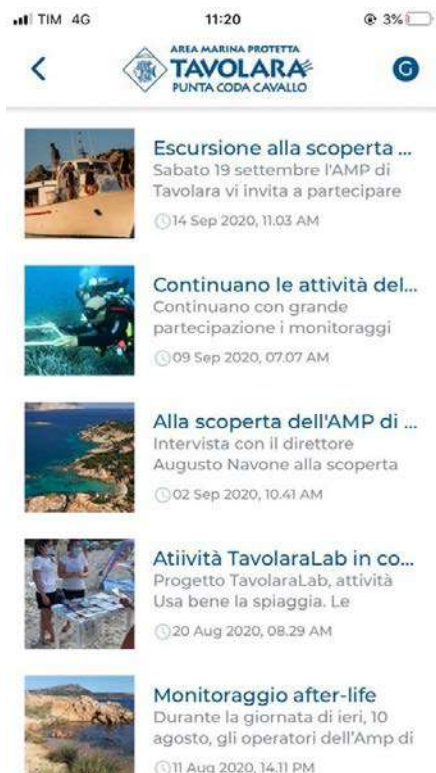 TIM 4G 11:20 3%
AREA MARINA PROTETTA
TAVOLARA
PUNTA CODA CAVALLO
G
Escursione alla scoperta ...
Sabato 19 settembre l'AMP di
Tavolara vi invita a partecipare
14 Sep 2020, 11.03 AM
Continuano le attività del...
Continuano con grande
partecipazione i monitoraggi
09 Sep 2020, 07.07 AM
Alla scoperta dell'AMP di ...
Intervista con il direttore
Augusto Navone alla scoperta
02 Sep 2020, 10.41 AM
Atiività TavolaraLab in co...
Progetto TavolaraLab, attività
Usa bene la spiaggia. Le
20 Aug 2020, 08.29 AM
Monitoraggio after-life
Durante la giornata di ieri, 10
agosto, gli operatori dell'Amp di
11 Aug 2020, 14.11 PM